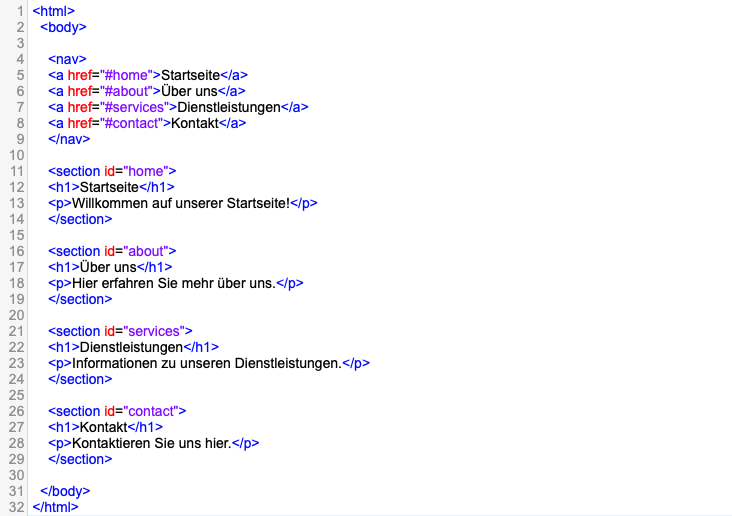 1 <html>
2 <body>
3
4 <nav>
5 <a href="#home">Startseite</a>
6 <a href="#about">Über uns</a>
7 <a href="#services">Dienstleistungen</a>
8 <a href="#contact">Kontakt</a>
9 </nav>
10
11 <section id="home">
12 <h1>Startseite</h1>
13 <p>Willkommen auf unserer Startseite!</p>
14 </section>
15
16 <section id="about">
17 <h1>Über uns</h1>
18 <p>Hier erfahren Sie mehr über uns.</p>
19 </section>
20
21 <section id="services">
22 <h1>Dienstleistungen</h1>
23 <p>Informationen zu unseren Dienstleistungen.</p>
24 </section>
25
26 <section id="contact">
27 <h1>Kontakt</h1>
28 <p>Kontaktieren Sie uns hier.</p>
29 </section>
30
31 </body>
32 </html>